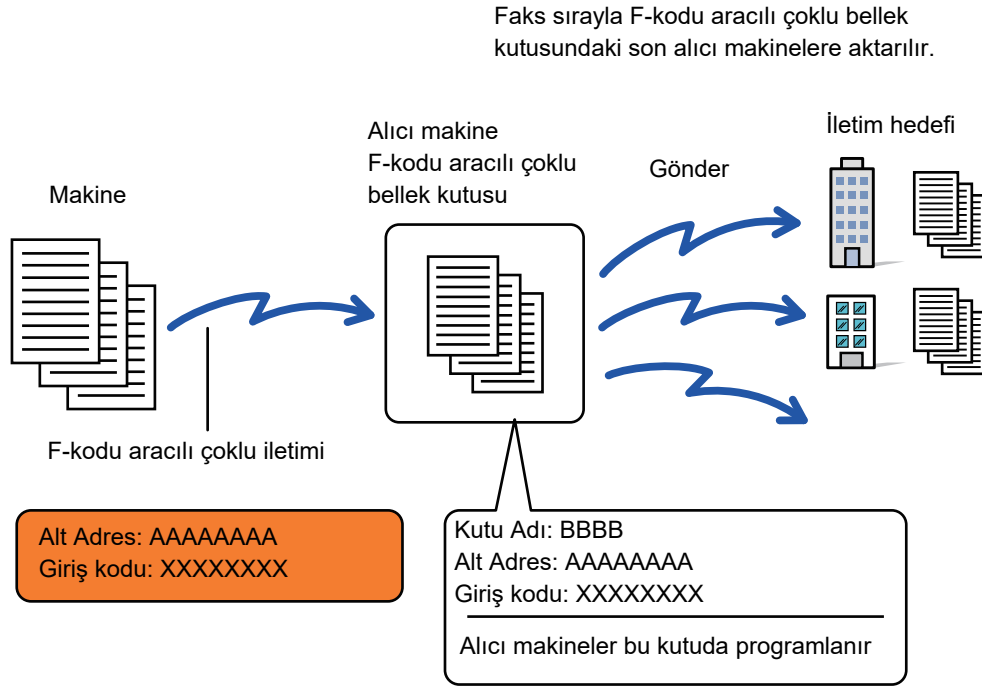 Faks sırayla F-kodu aracılı çoklu bellek
kutusundaki son alıcı makinelere aktarılır.
Makine
Alıcı makine
F-kodu aracılı çoklu
bellek kutusu
Gönder
İletim hedefi
F-kodu aracılı çoklu iletimi
Alt Adres: AAAAAAAA
Giriş kodu: XXXXXXXX
Kutu Adı: BBBB
Alt Adres: AAAAAAAA
Giriş kodu: XXXXXXXX
Alıcı makineler bu kutuda programlanır